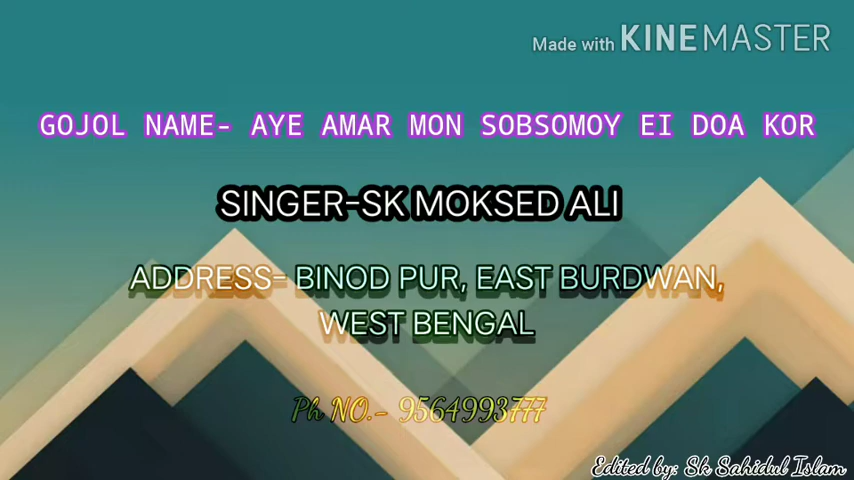 Made with KINEMASTER
GOJOL NAME- AYE AMAR MON SOBSOMOY EI DOA KOR
SINGER-SK MOKSED ALI
ADDRESS- BINOD PUR, EAST BURDWAN,
WEST BENGAL
Ph NO.- 9564993777
Edited by: Sk Sahidul Islam